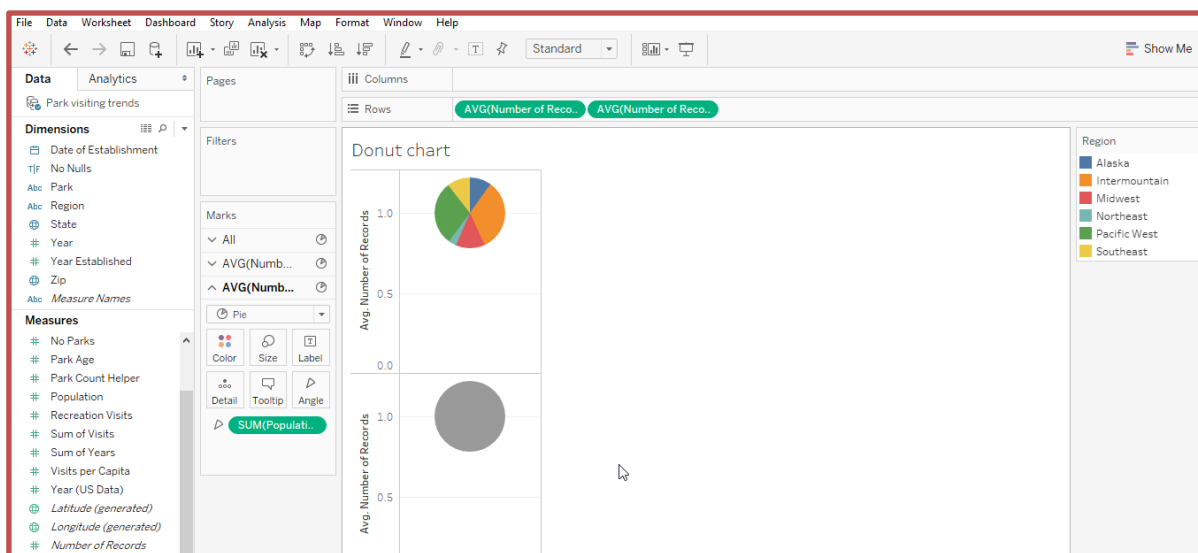 File Data Worksheet Dashboard Story Analysis Map Format Window Help
Standard
Show Me
Data Analytics
Park visiting trends
Dimensions
Date of Establishment
T|F No Nulls
Abc Park
Abc Region
State
# Year
# Year Established
Zip
Abc Measure Names
Measures
# No Parks
# Park Age
# Park Count Helper
# Population
# Recreation Visits
# Sum of Visits
# Sum of Years
# Visits per Capita
# Year (US Data)
Latitude (generated)
Longitude (generated)
# Number of Records
Pages
Filters
Marks
All
AVG(Numb...
AVG(Numb...
Pie
Color Size Label
Detail Tooltip Angle
SUM(Populati..
Columns
Rows AVG(Number of Reco.. AVG(Number of Reco..
Donut chart
Avg. Number of Records
1.0
0.5
0.0
Avg. Number of Records
1.0
0.5
Region
Alaska
Intermountain
Midwest
Northeast
Pacific West
Southeast